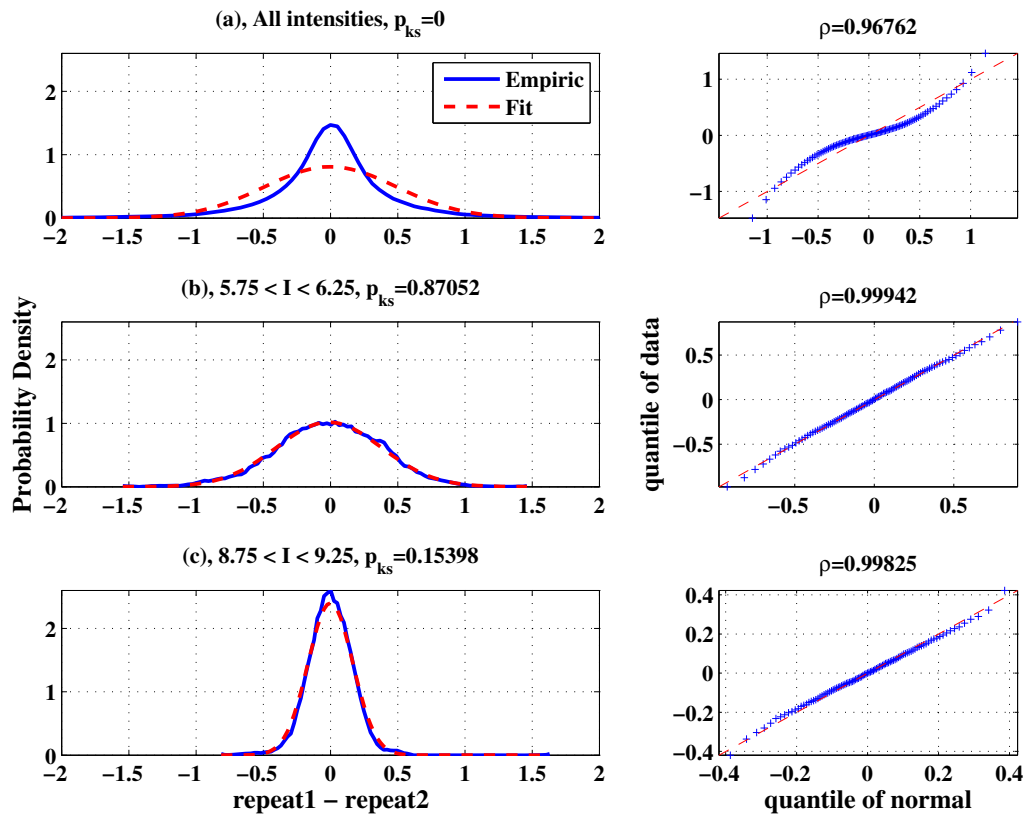 (a), All intensities, p_ks=0
ρ=0.96762
2
1
0
Empiric
Fit
−2 −1.5 −1 −0.5 0 0.5 1 1.5 2
1
0
−1
−1 −0.5 0 0.5 1
(b), 5.75 < I < 6.25, p_ks=0.87052
ρ=0.99942
Probability Density
2
1
0
−2 −1.5 −1 −0.5 0 0.5 1 1.5 2
quantile of data
0.5
0
−0.5
−0.5 0 0.5
(c), 8.75 < I < 9.25, p_ks=0.15398
ρ=0.99825
2
1
0
−2 −1.5 −1 −0.5 0 0.5 1 1.5 2
repeat1 − repeat2
0.4
0.2
0
−0.2
−0.4
−0.4 −0.2 0 0.2 0.4
quantile of normal